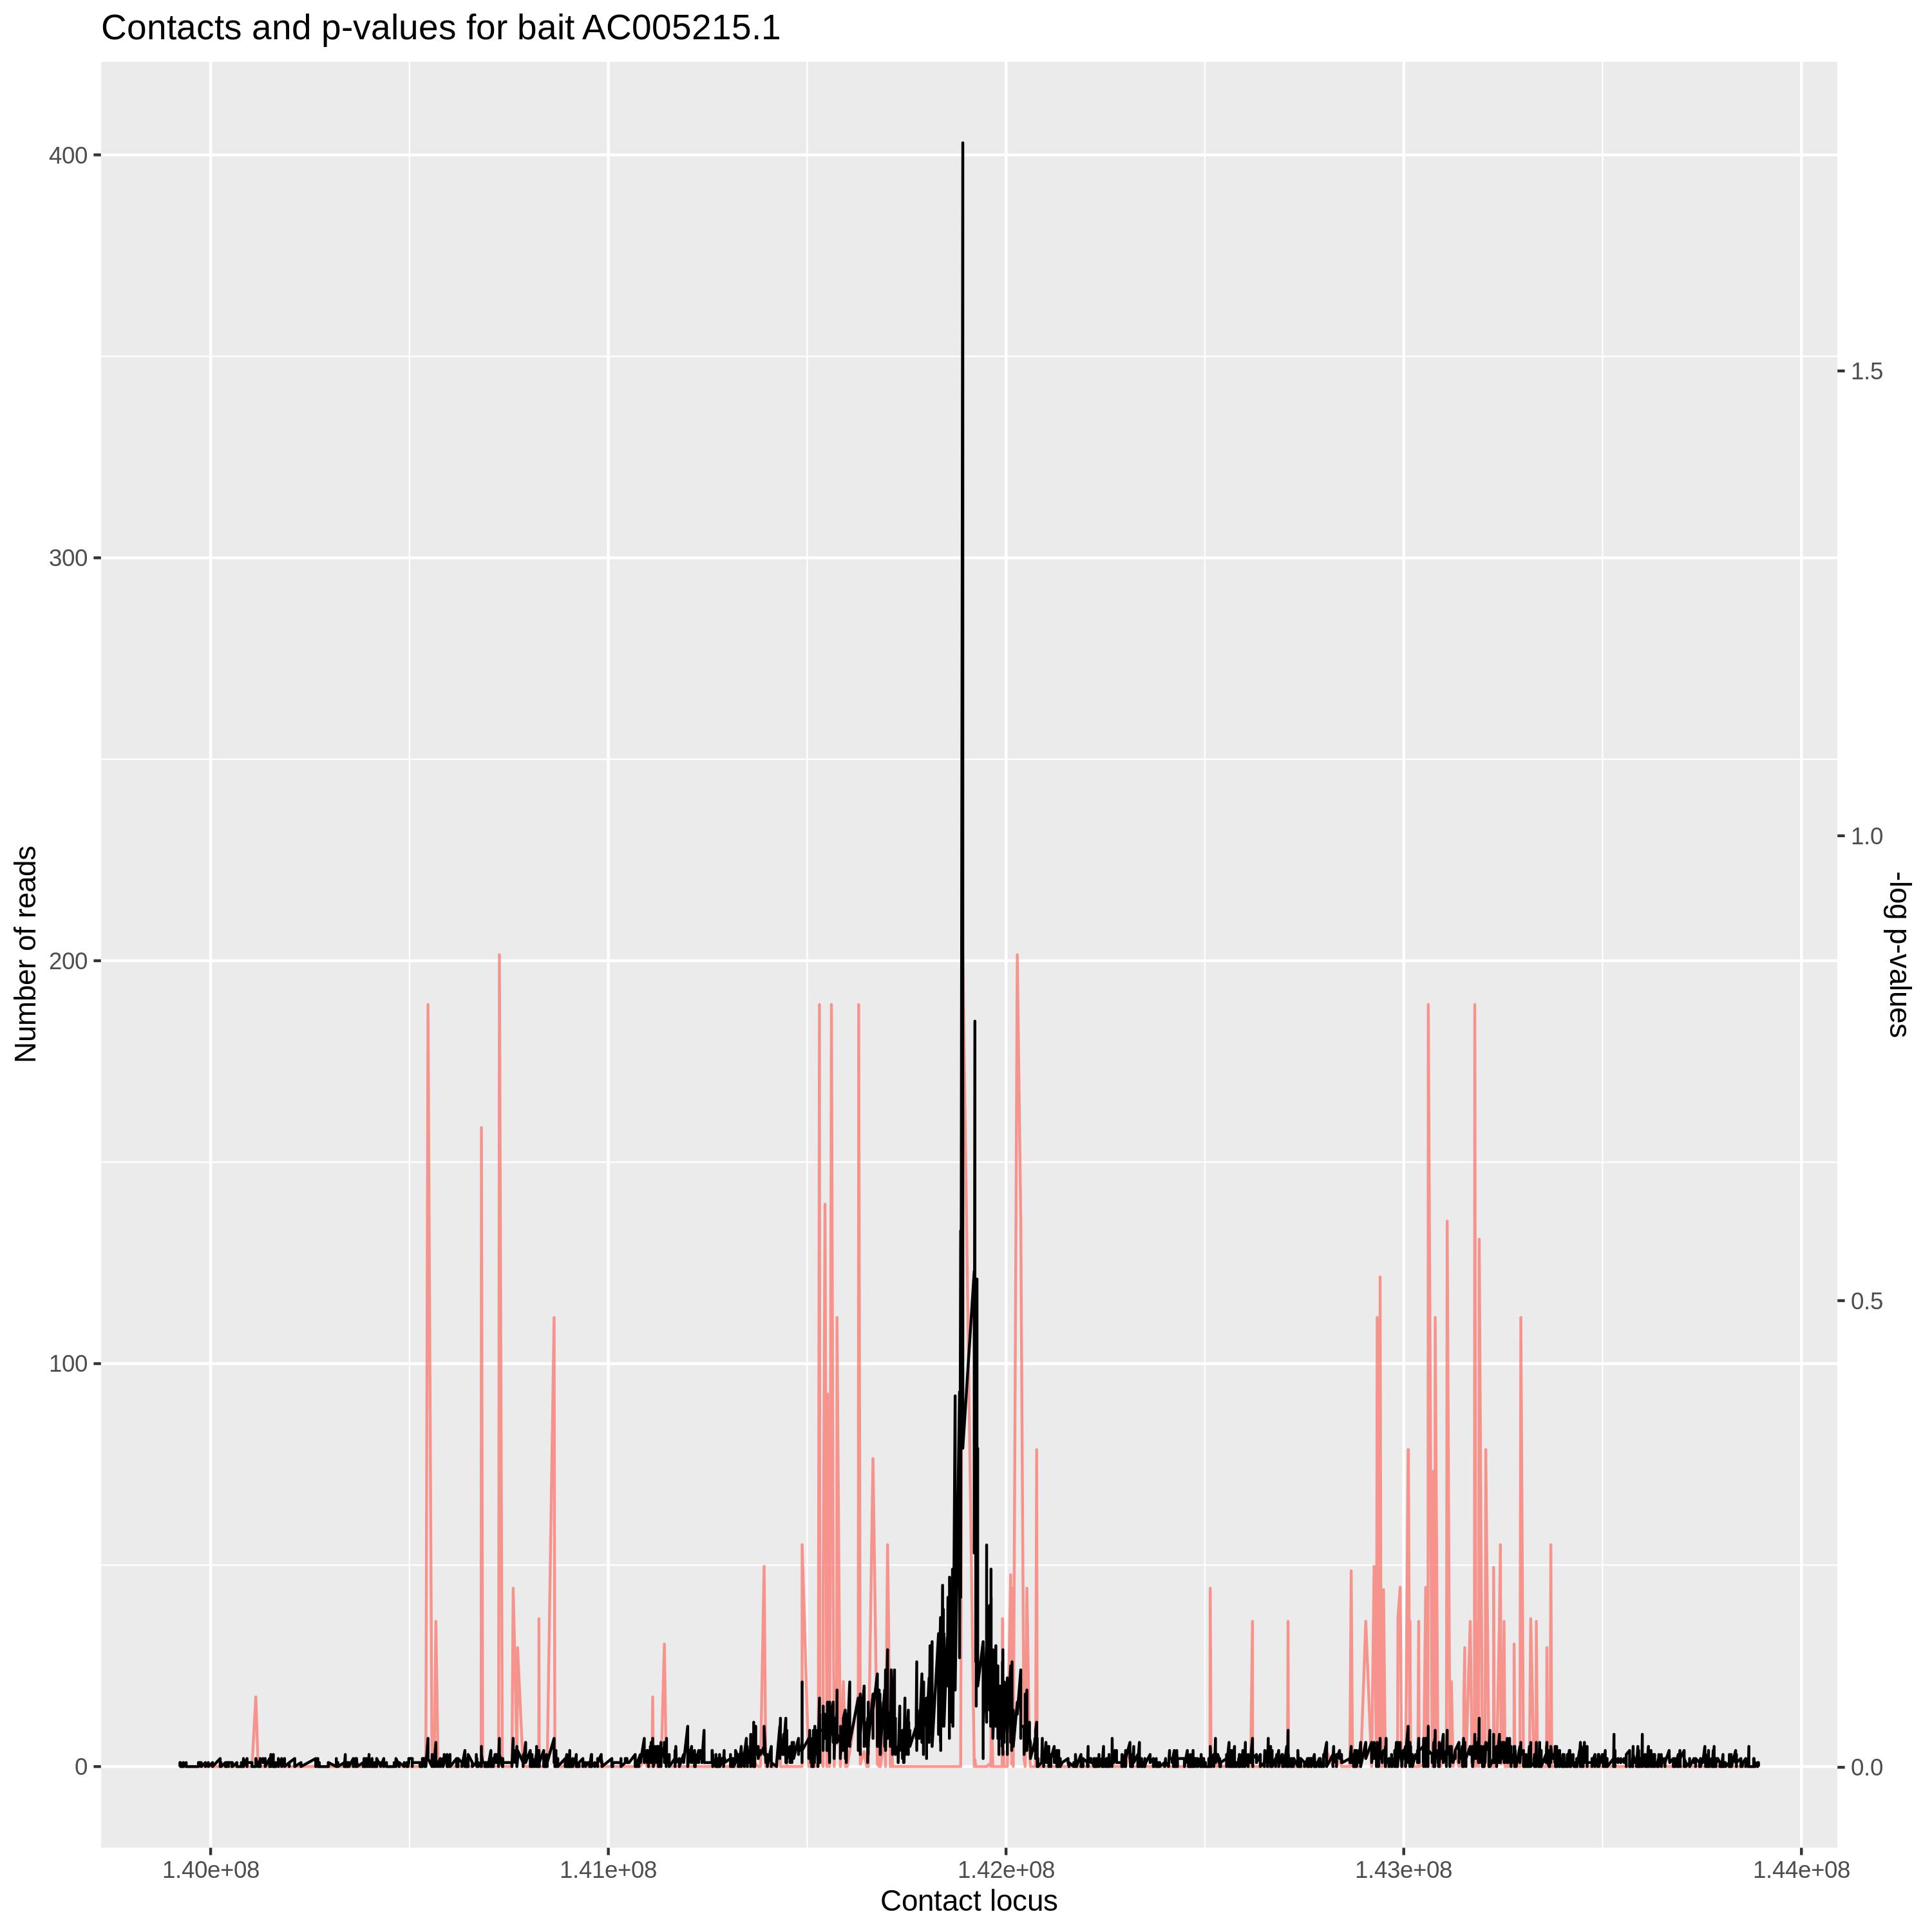 Contacts and p-values for bait AC005215.1
400
300
200
100
0
Number of reads
1.5
1.0
0.5
0.0
-log p-values
1.40e+08
1.41e+08
1.42e+08
1.43e+08
1.44e+08
Contact locus